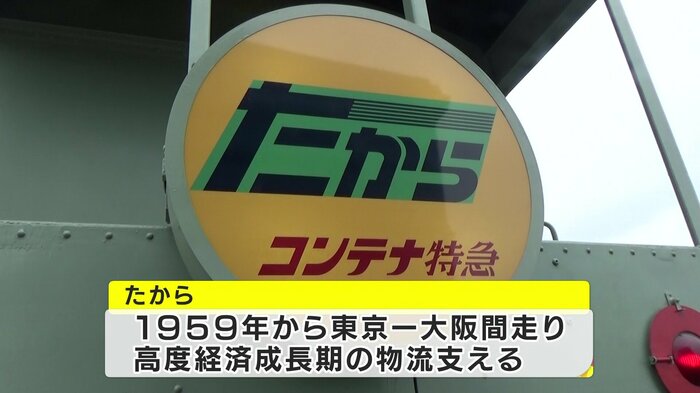 たから
コンテナ特急
たから
1959年から東京ー大阪間走り
高度経済成長期の物流支える